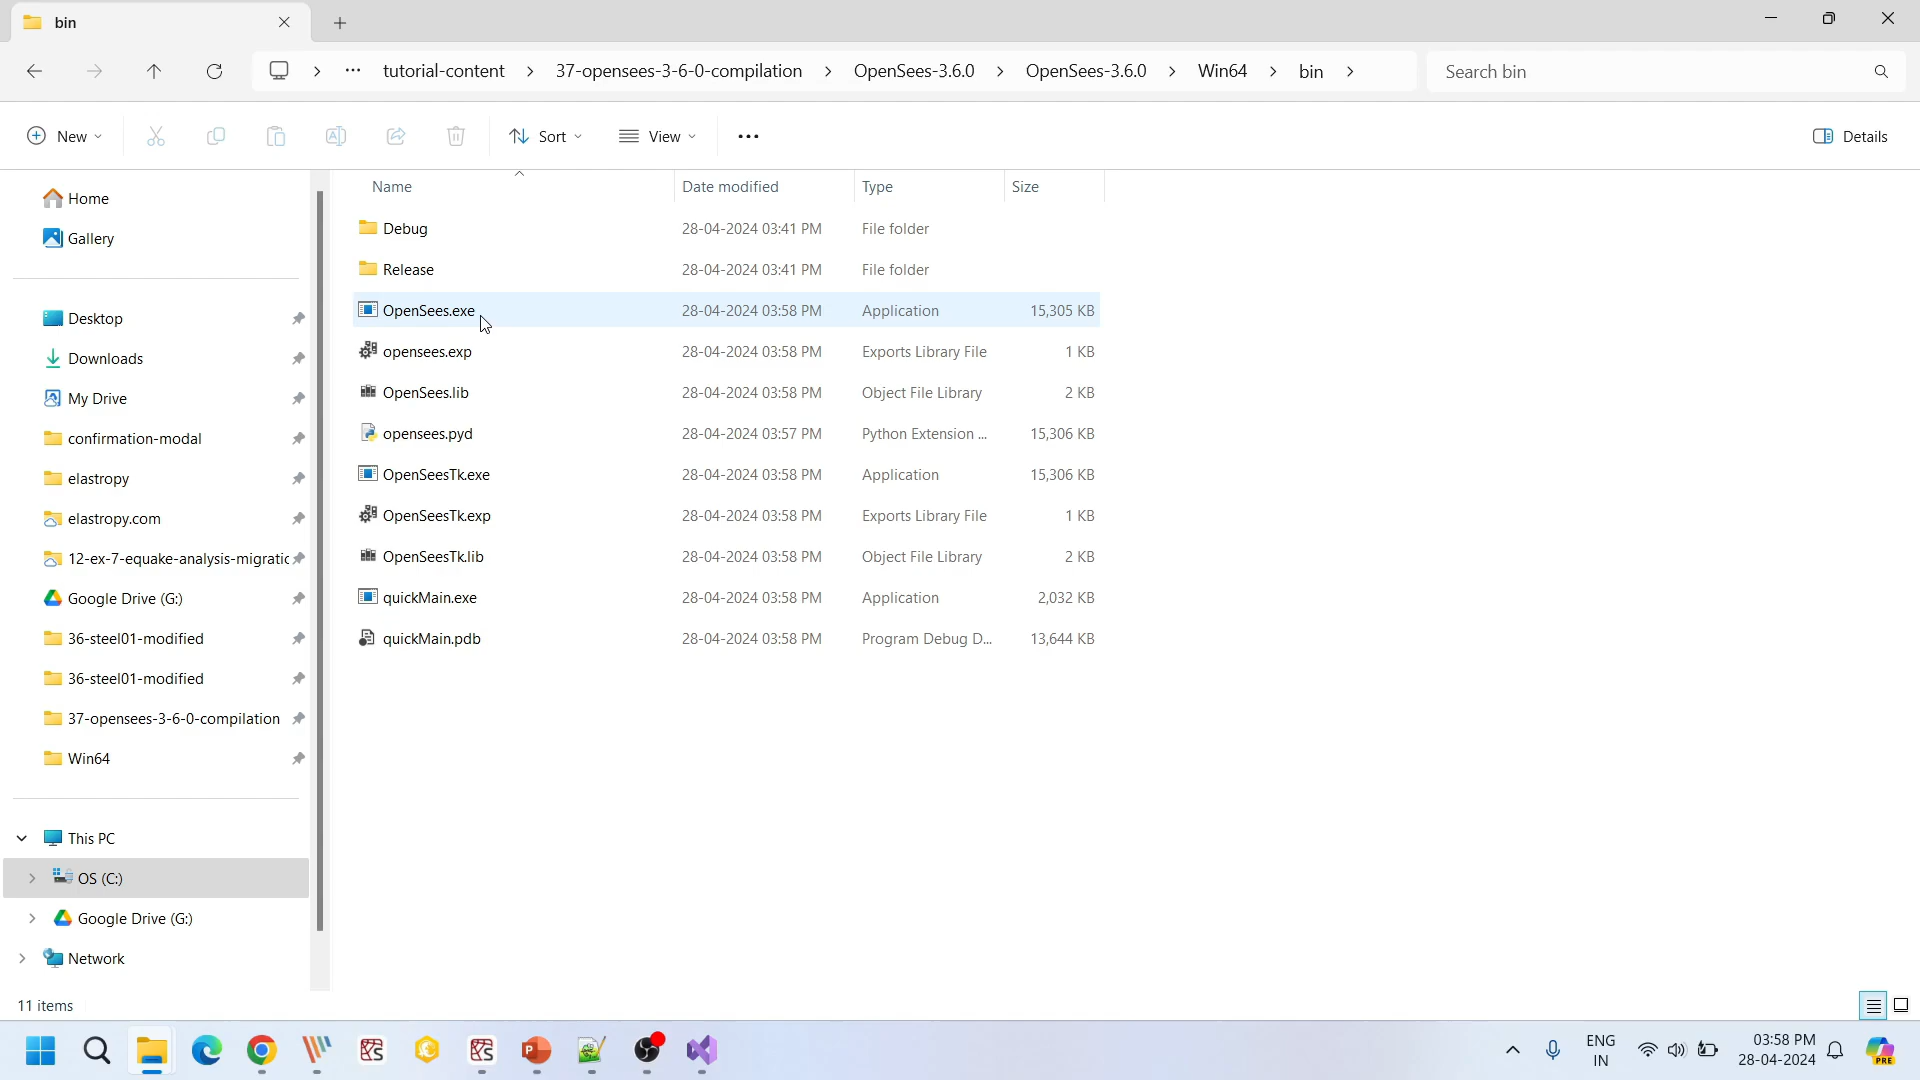 bin
tutorial-content > 37-opensees-3-6-0-compilation > OpenSees-3.6.0 > OpenSees-3.6.0 > Win64 > bin >
Search bin
New
Sort
View
Details
Home
Gallery
Desktop
Downloads
My Drive
confirmation-modal
elastropy
elastropy.com
12-ex-7-equake-analysis-migratic
Google Drive (G:)
36-steel01-modified
36-steel01-modified
37-opensees-3-6-0-compilation
Win64
This PC
OS (C:)
Google Drive (G:)
Network
Name Date modified Type Size
Debug 28-04-2024 03:41 PM File folder
Release 28-04-2024 03:41 PM File folder
OpenSees.exe 28-04-2024 03:58 PM Application 15,305 KB
opensees.exp 28-04-2024 03:58 PM Exports Library File 1 KB
OpenSees.lib 28-04-2024 03:58 PM Object File Library 2 KB
opensees.pyd 28-04-2024 03:57 PM Python Extension ... 15,306 KB
OpenSeesTk.exe 28-04-2024 03:58 PM Application 15,306 KB
OpenSeesTk.exp 28-04-2024 03:58 PM Exports Library File 1 KB
OpenSeesTk.lib 28-04-2024 03:58 PM Object File Library 2 KB
quickMain.exe 28-04-2024 03:58 PM Application 2,032 KB
quickMain.pdb 28-04-2024 03:58 PM Program Debug D... 13,644 KB
11 items
ENG
IN
03:58 PM
28-04-2024
PRE